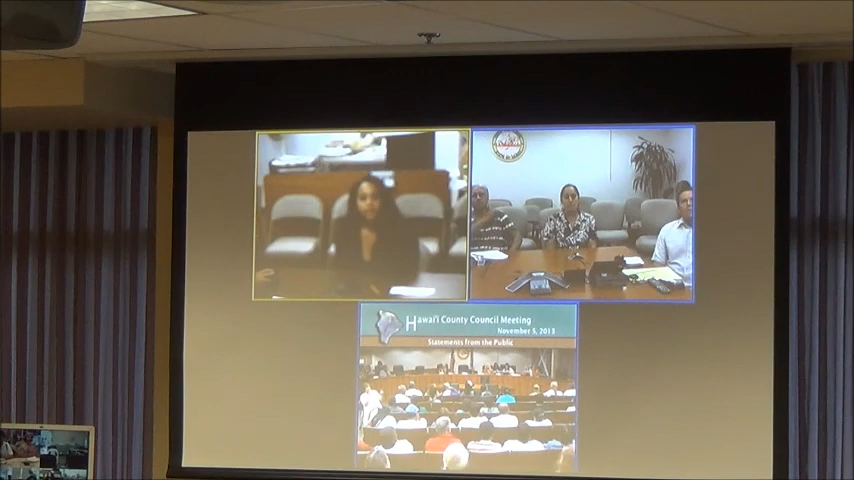 Hawai'i County Council Meeting
November 5, 2013
Statements from the Public